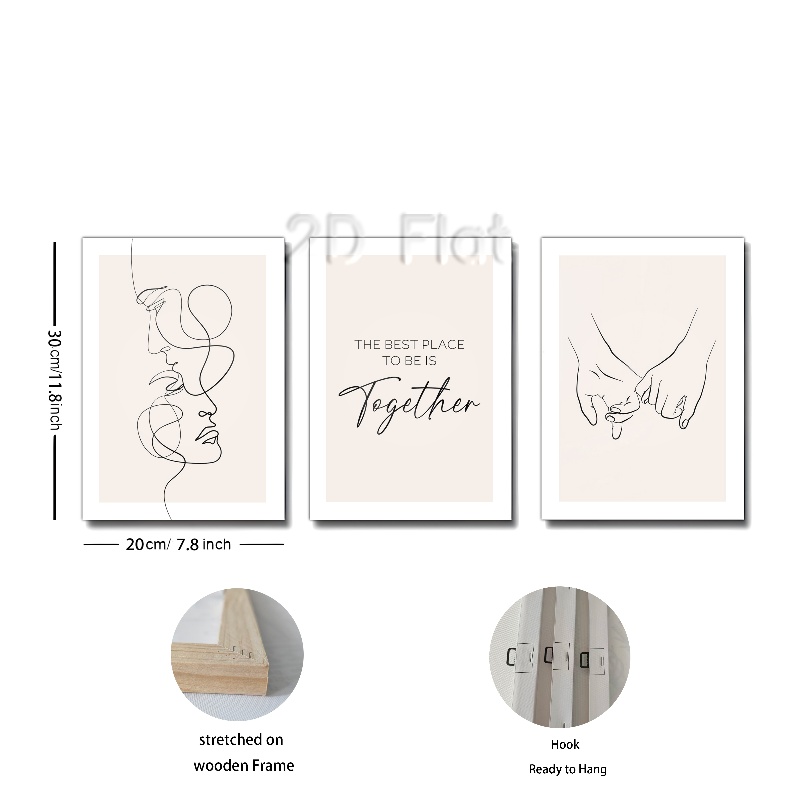 2D Flat
30cm/11.8inch
THE BEST PLACE
TO BE IS
Together
20cm/ 7.8 inch
stretched on
wooden Frame
Hook
Ready to Hang